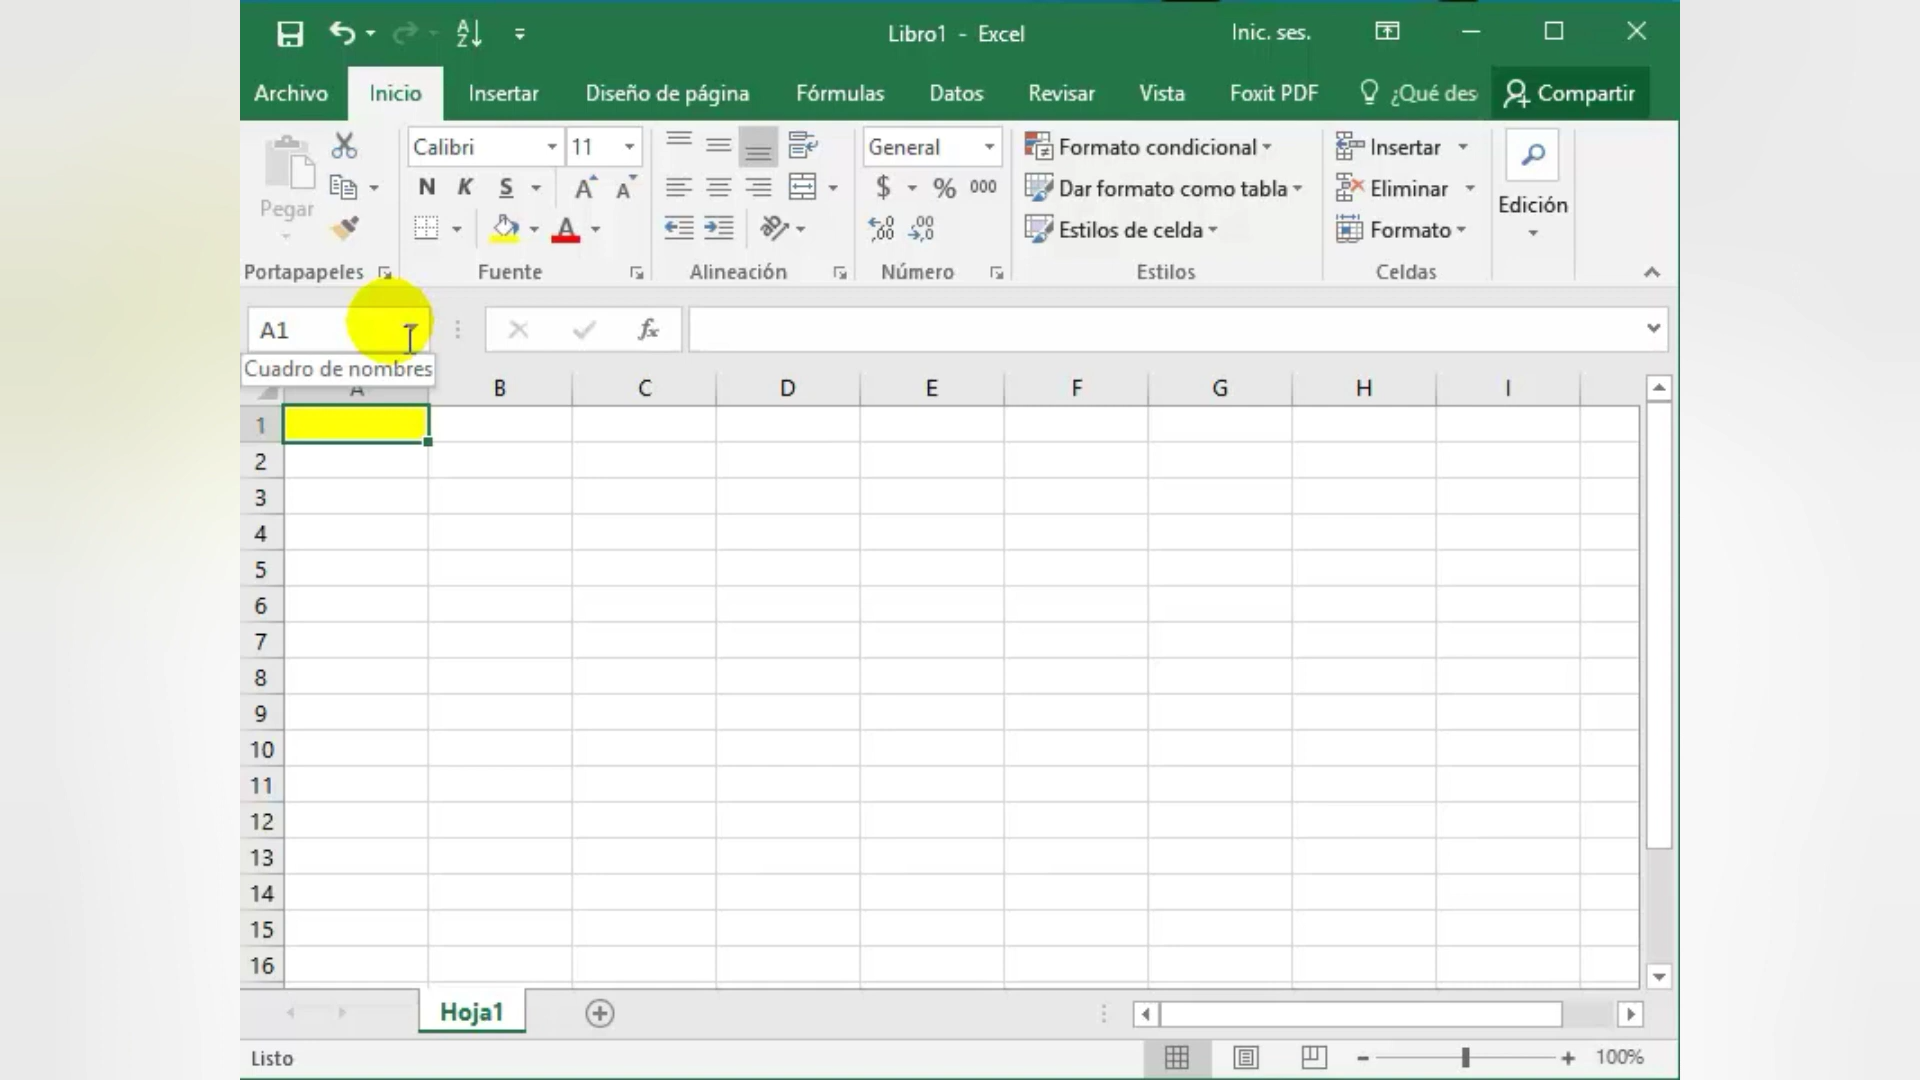 Libro1 - Excel
Inic. ses.
Archivo Inicio Insertar Diseño de página Fórmulas Datos Revisar Vista Foxit PDF ¿Qué des Compartir
Pegar
Portapapeles
Calibri 11
N K S A A
A
Fuente
Alineación
General
$ % 000
Número
Formato condicional
Dar formato como tabla
Estilos de celda
Estilos
Insertar
Eliminar
Formato
Celdas
Edición
A1
fx
Cuadro de nombres
A B C D E F G H I
1
2
3
4
5
6
7
8
9
10
11
12
13
14
15
16
Hoja1
Listo
100%